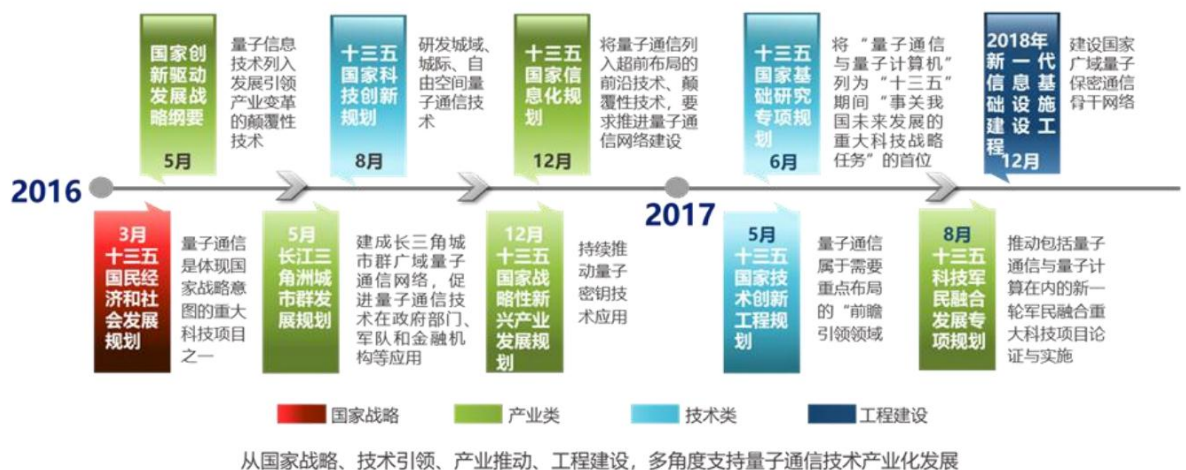 国家创
新驱动
发展战
略纲要
5月
量子信息
技术列入
发展引领
产业变革
的颠覆性
技术
十三五
国家科
技创新
规划
8月
研发城域、
城际、自
由空间量
子通信技
术
十三五
国家信
息化规
划
12月
将量子通信列
入超前布局的
前沿技术、颠
覆性技术，要
求推进量子通
信网络建设
十三五
国家基
础研究
专项规
划
6月
将“量子通信
与量子计算机”
列为“十三五”
期间“事关我
国未来发展的
重大科技战略
任务”的首位
2018年
新一代
信息基
础设施
建设工
程
12月
建设国家
广域量子
保密通信
骨干网络
2016
2017
3月
十三五
国民经
济和社
会发展
规划
量子通信
是体现国
家战略意
图的重大
科技项目
之一
5月
长江三
角洲城
市群发
展规划
建成长三角城
市群广域量子
通信网络，促
进量子通信技
术在政府部门、
军队和金融机
构等应用
12月
十三五
国家战
略性新
兴产业
发展规
划
持续推
动量子
密钥技
术应用
5月
十三五
国家技
术创新
工程规
划
量子通信
属于需要
重点布局
的“前瞻
引领领域
8月
十三五
科技军
民融合
发展专
项规划
推动包括量子
通信与量子计
算在内的新一
轮军民融合重
大科技项目论
证与实施
国家战略
产业类
技术类
工程建设
从国家战略、技术引领、产业推动、工程建设，多角度支持量子通信技术产业化发展